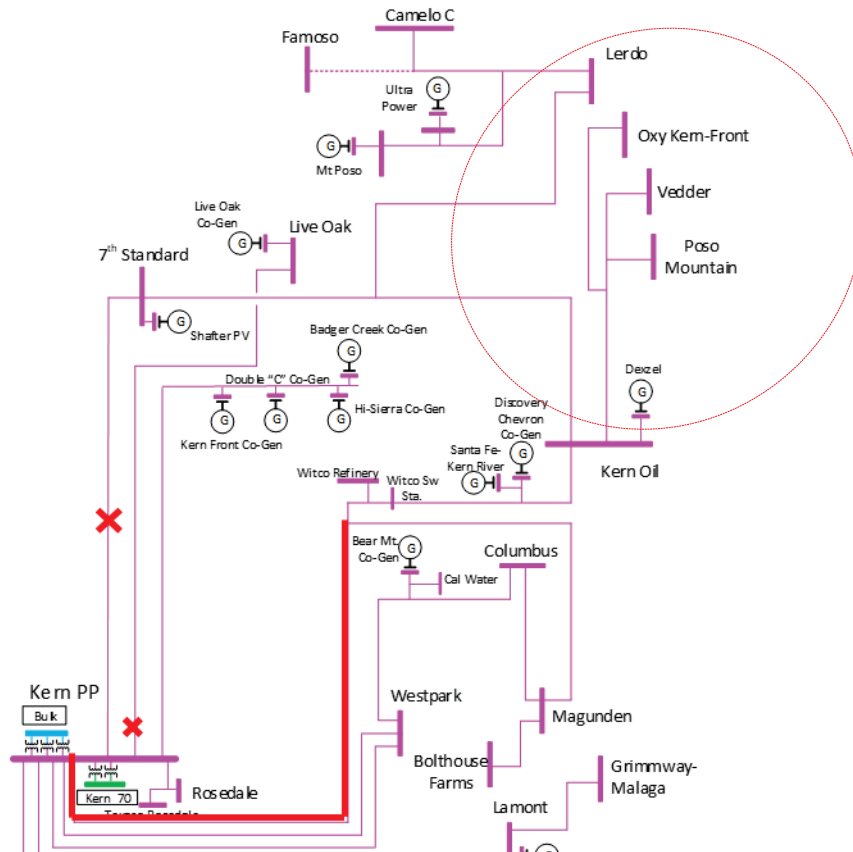 Camelo C
Famoso
Lerdo
Ultra
Power
G
Oxy Kern-Front
G
Mt Poso
Vedder
Live Oak
Co-Gen
G
Live Oak
Poso
Mountain
7th Standard
G
Shafter PV
Badger Creek Co-Gen
G
Dexzel
G
Double "C" Co-Gen
G
G
G
Hi-Sierra Co-Gen
Kern Front Co-Gen
Discovery
Chevron
Co-Gen
G
Santa Fe-
Kern River
G
Kern Oil
Witco Refinery
Witco Sw
Sta.
Bear Mt.
Co-Gen
G
Cal Water
Columbus
Kern PP
Bulk
Westpark
Magunden
Bolthouse
Farms
Grimmway-
Malaga
Kern 70
Rosedale
Rosedale
Lamont
G